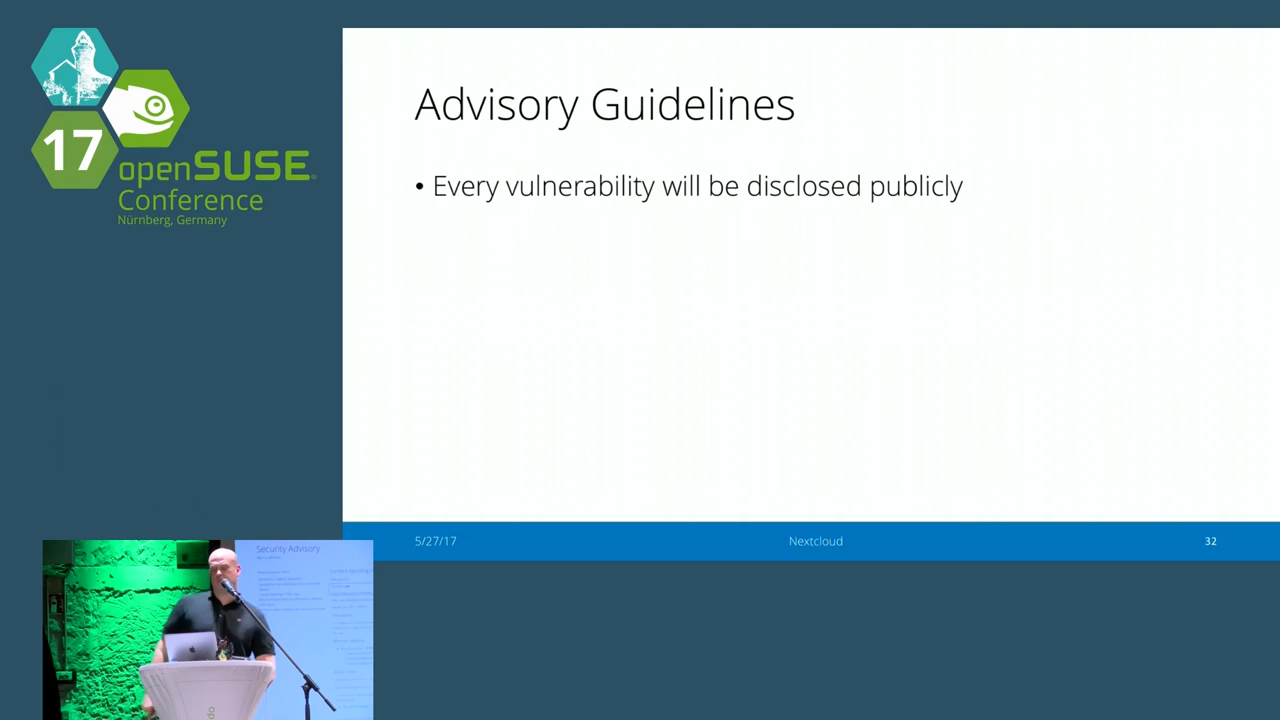 17
openSUSE
Conference
Nürnberg, Germany
Advisory Guidelines
• Every vulnerability will be disclosed publicly
5/27/17
Nextcloud
32
Security Advisory